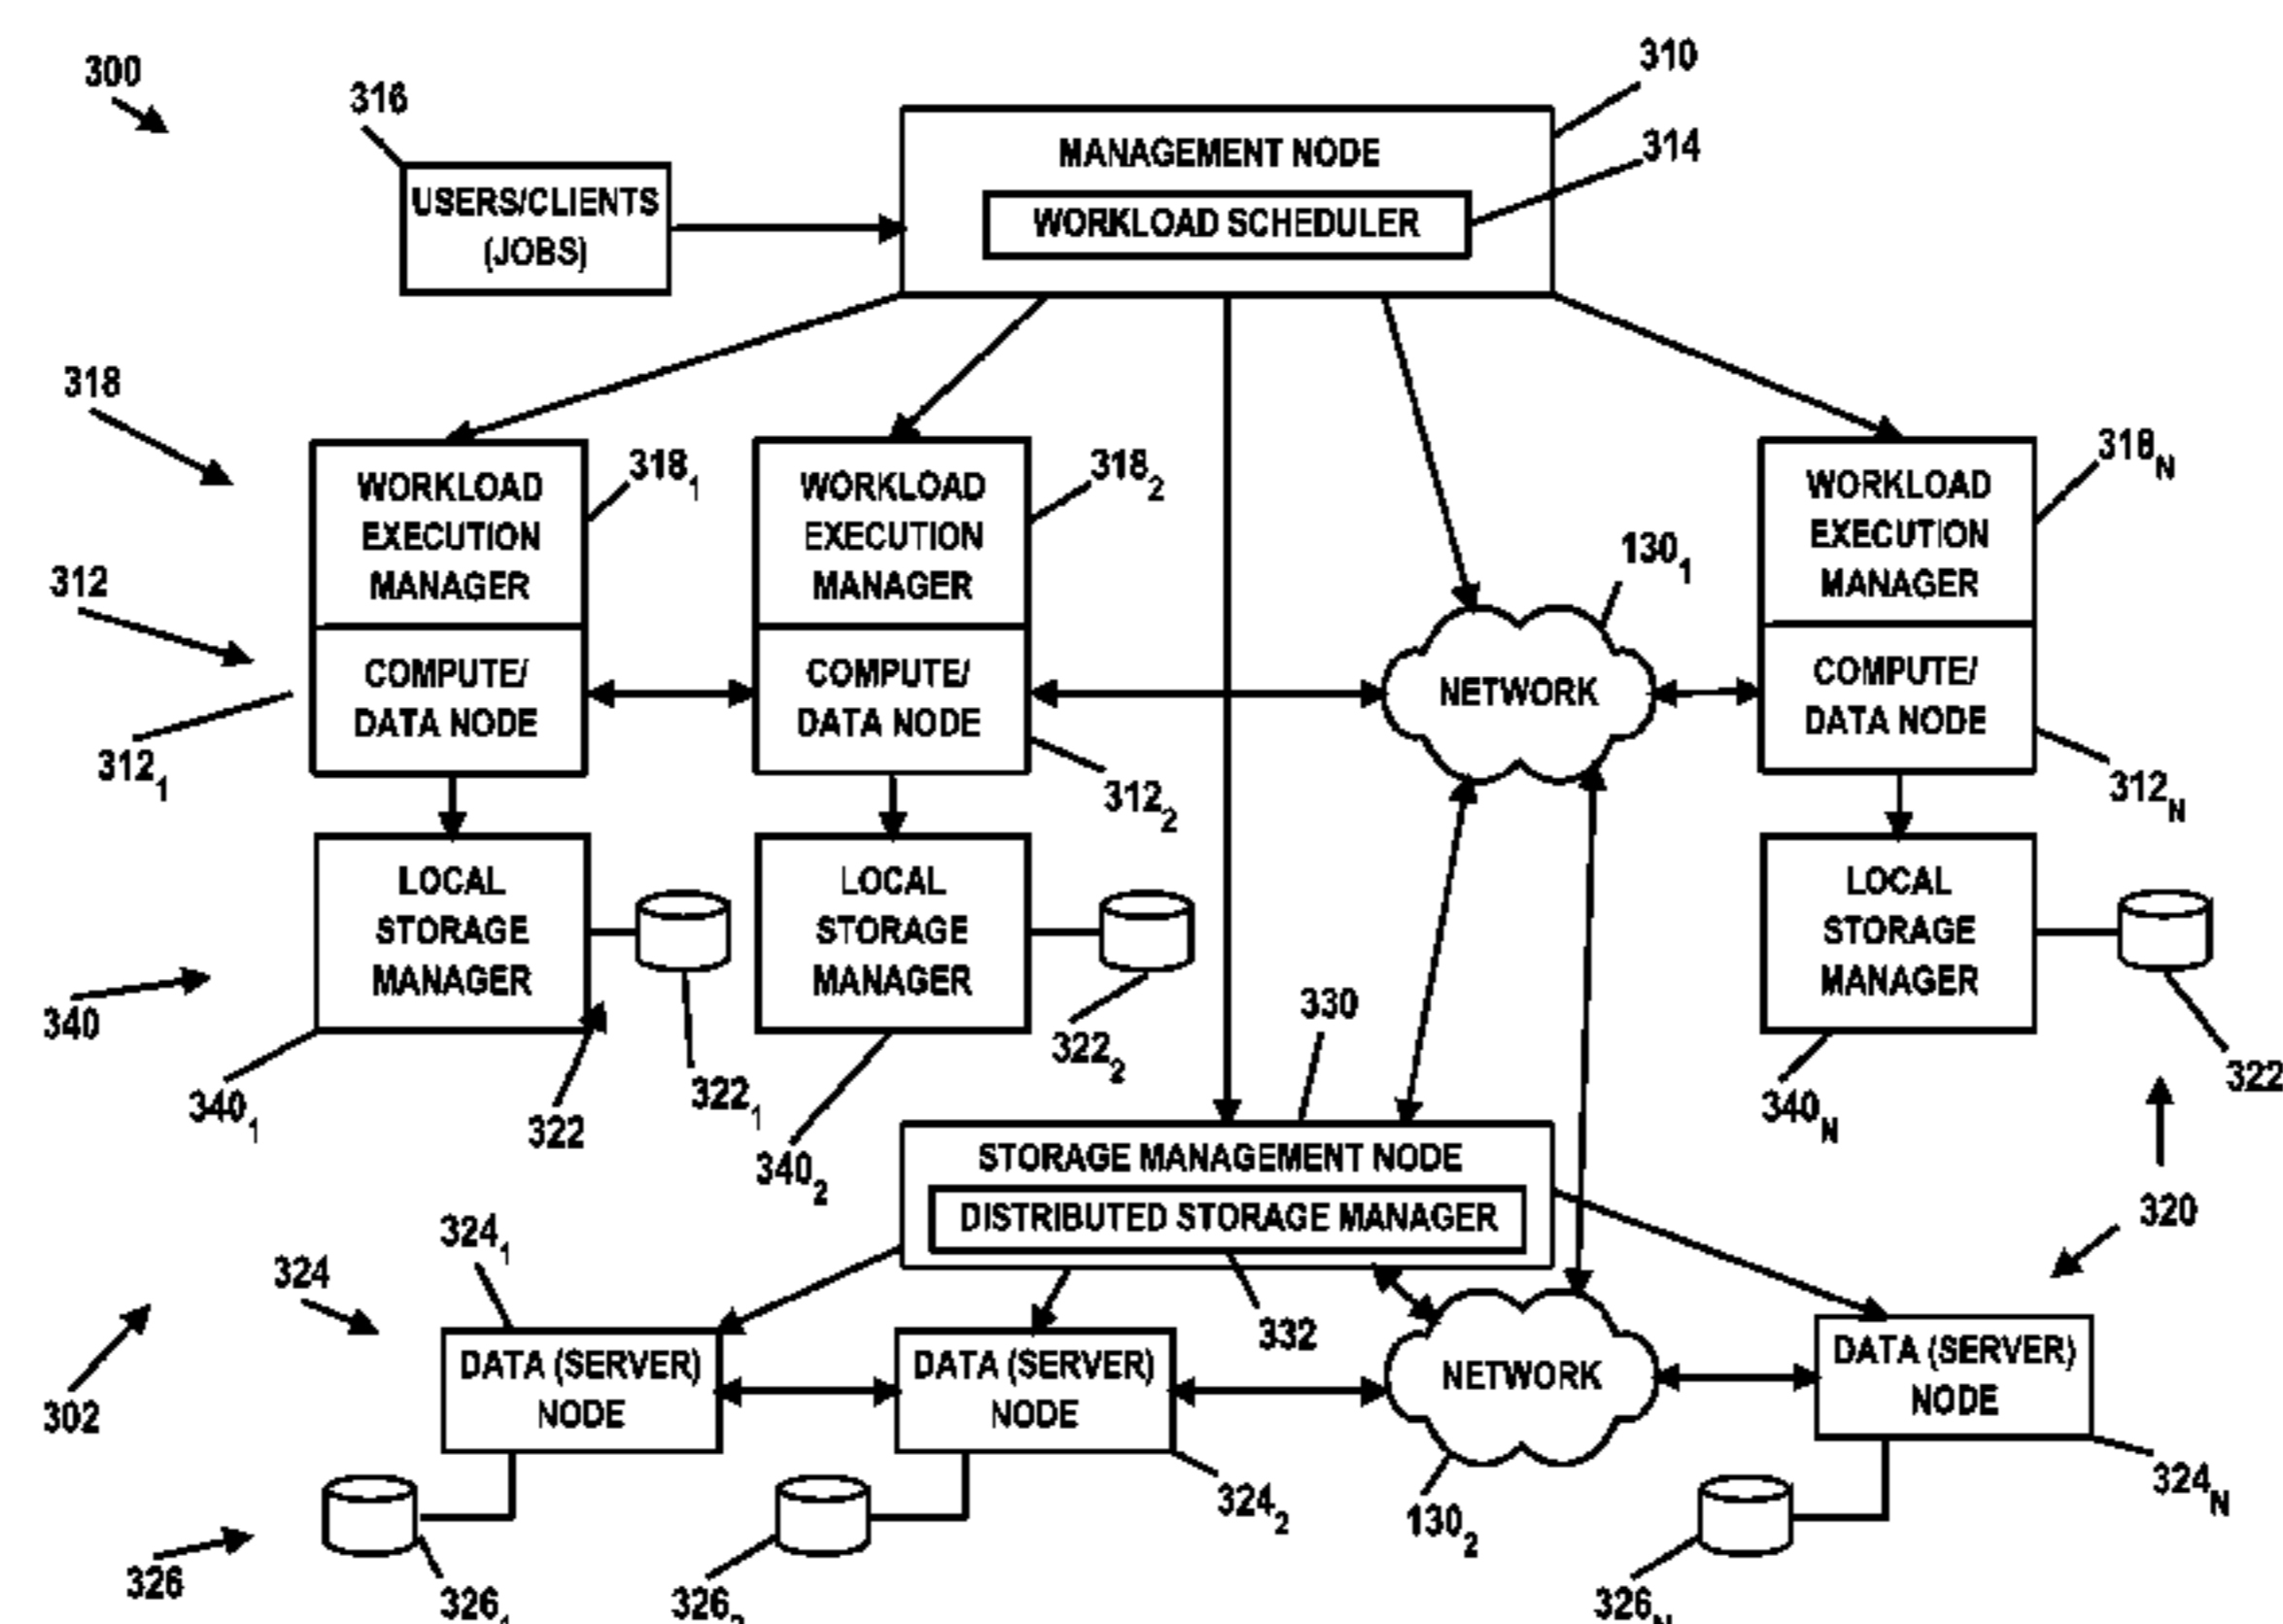 300
316
310
314
MANAGEMENT NODE
WORKLOAD SCHEDULER
USERS/CLIENTS
(JOBS)
318
318₁
318₂
318N
WORKLOAD
EXECUTION
MANAGER
WORKLOAD
EXECUTION
MANAGER
WORKLOAD
EXECUTION
MANAGER
312
130₁
COMPUTE/
DATA NODE
COMPUTE/
DATA NODE
NETWORK
COMPUTE/
DATA NODE
312₁
312₂
312N
LOCAL
STORAGE
MANAGER
LOCAL
STORAGE
MANAGER
LOCAL
STORAGE
MANAGER
340
330
340₁
322
322₁
322₂
340₂
340N
322
STORAGE MANAGEMENT NODE
DISTRIBUTED STORAGE MANAGER
320
324₁
324
332
302
DATA (SERVER)
NODE
DATA (SERVER)
NODE
NETWORK
DATA (SERVER)
NODE
324₂
130₂
324N
326
326₁
326₂
326N